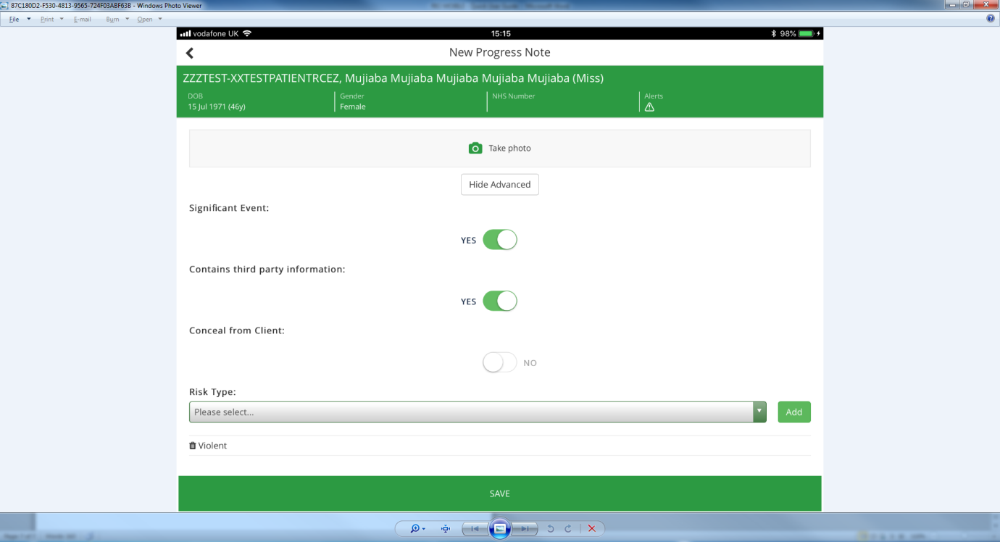 87C180D2-F530-4813-9565-724F03ABF63B - Windows Photo Viewer
File Print E-mail Burn Open
vodafone UK 15:15 98%
New Progress Note
ZZZTEST-XXTESTPATIENTRCEZ, Mujiaba Mujiaba Mujiaba Mujiaba Mujiaba (Miss)
DOB Gender NHS Number Alerts
15 Jul 1971 (46y) Female
Take photo
Hide Advanced
Significant Event:
YES
Contains third party information:
YES
Conceal from Client:
NO
Risk Type:
Please select... Add
Violent
SAVE